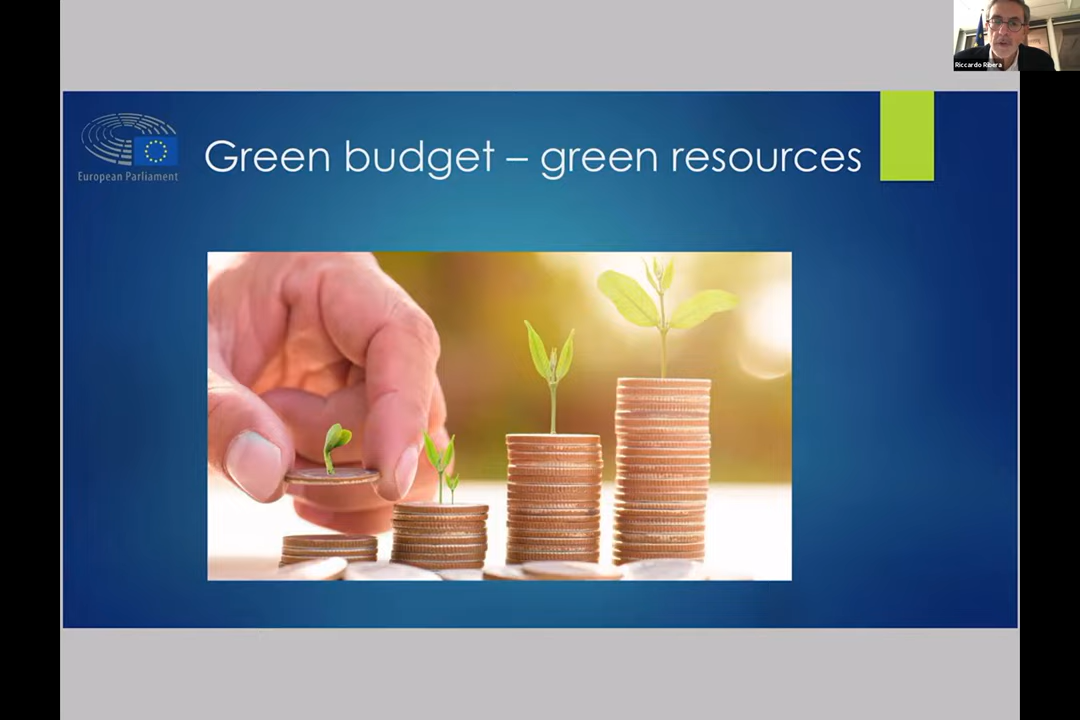 Riccardo Ribera
Green budget – green resources
European Parliament